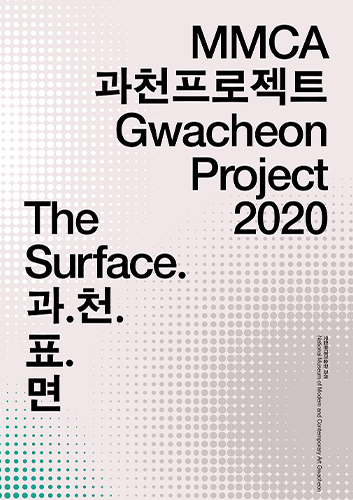 MMCA
과천프로젝트
Gwacheon
Project
2020
The
Surface.
과.천.
표.
면
국립현대미술관 과천
National Museum of Modern and Contemporary Art Gwacheon